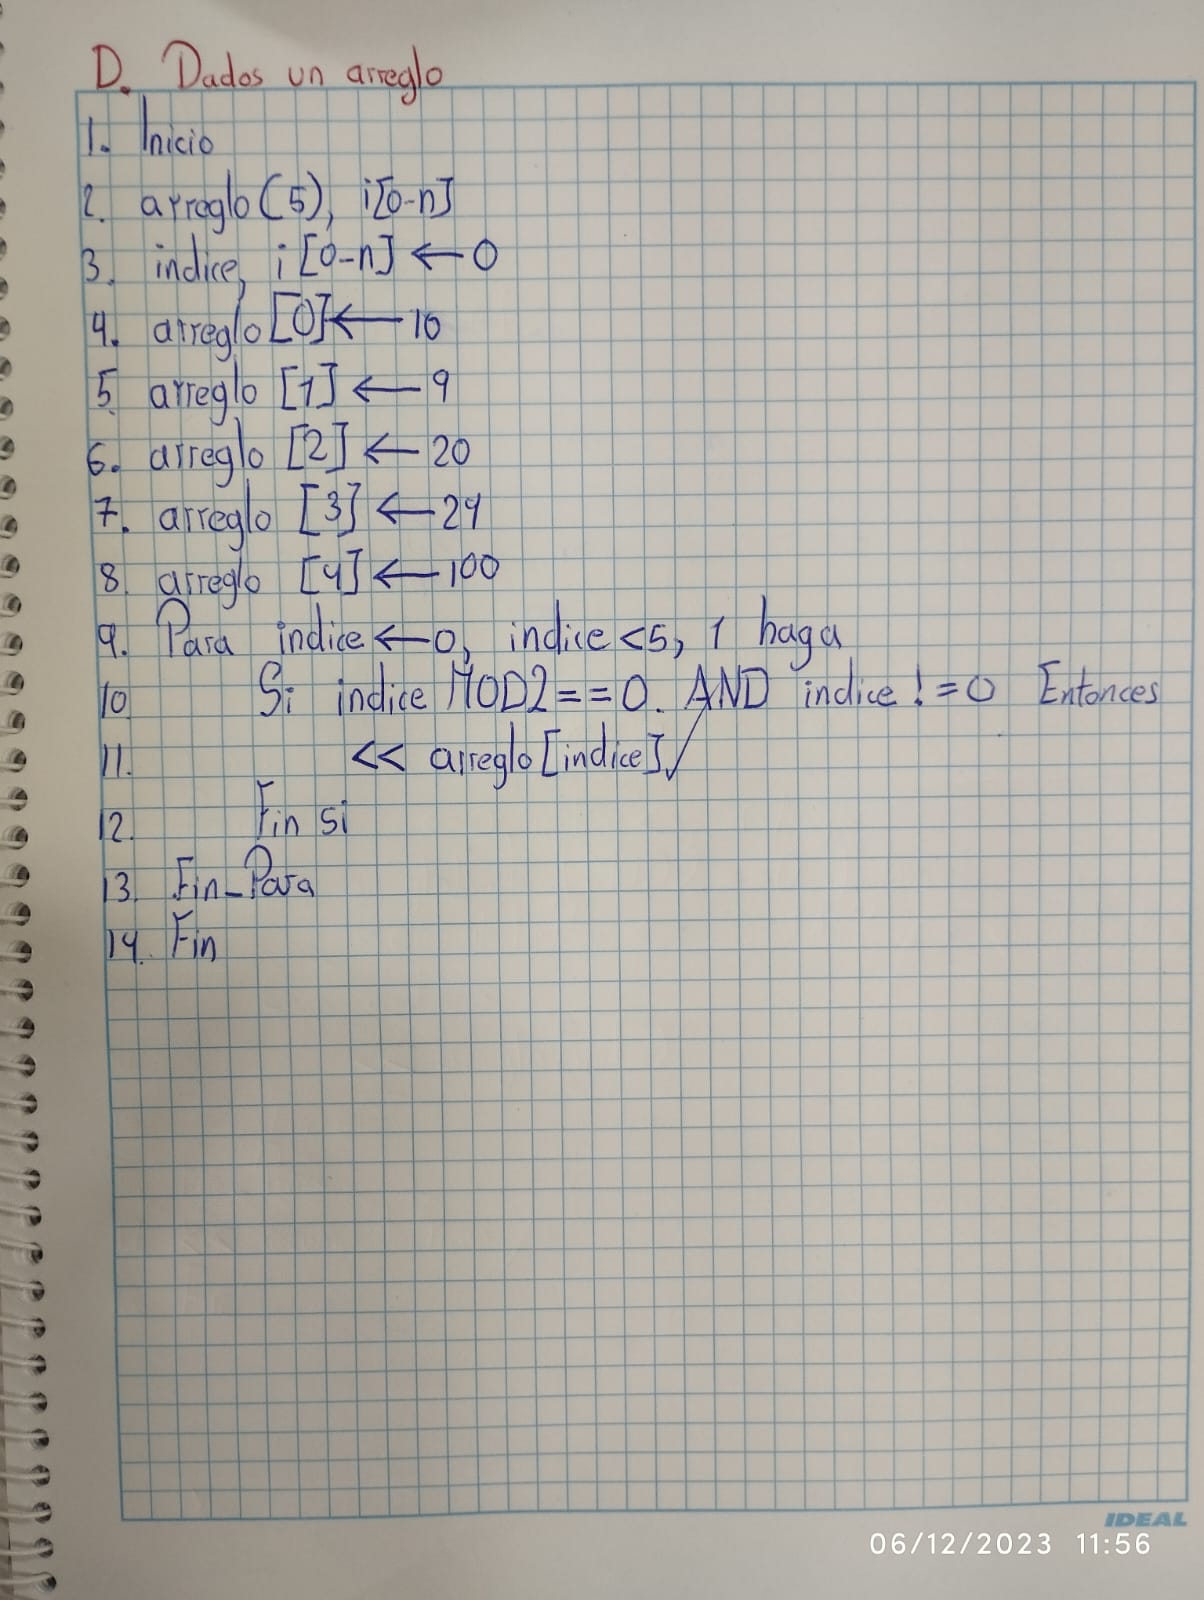 D. Dados un arreglo
1. Inicio
2. arreglo (5), i[0-n]
3. indice, i [0-n] ← 0
4. arreglo [0] ← 10
5. arreglo [1] ← 9
6. arreglo [2] ← 20
7. arreglo [3] ← 24
8. arreglo [4] ← 100
9. Para indice ← 0, indice <5, 1 haga
10. Si indice MOD2 == 0. AND indice != 0 Entonces
11. << arreglo [indice]
12. Fin Si
13. Fin_Para
14. Fin
IDEAL
06/12/2023 11:56